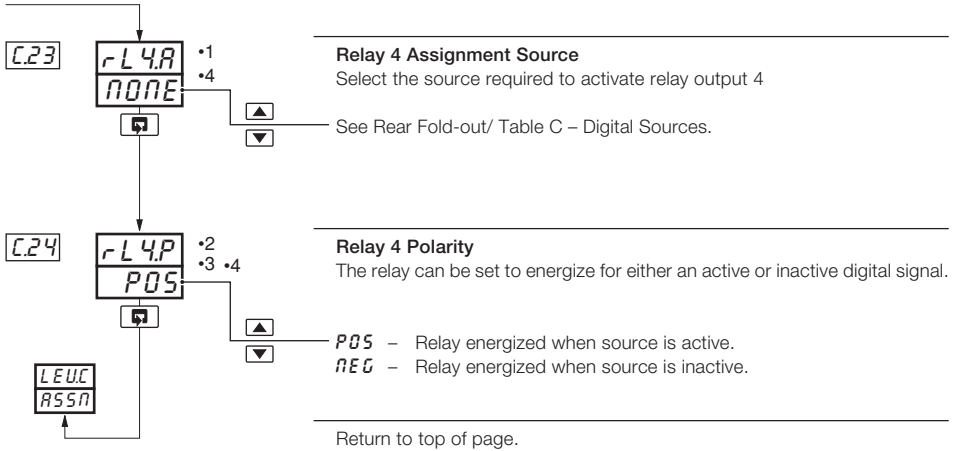 C.23
rL4.A
•1
NONE
•4
Relay 4 Assignment Source
Select the source required to activate relay output 4
See Rear Fold-out/ Table C – Digital Sources.
C.24
rL4.P
•2
POS
•3 •4
Relay 4 Polarity
The relay can be set to energize for either an active or inactive digital signal.
POS – Relay energized when source is active.
NEG – Relay energized when source is inactive.
LEV.C
ASSN
Return to top of page.